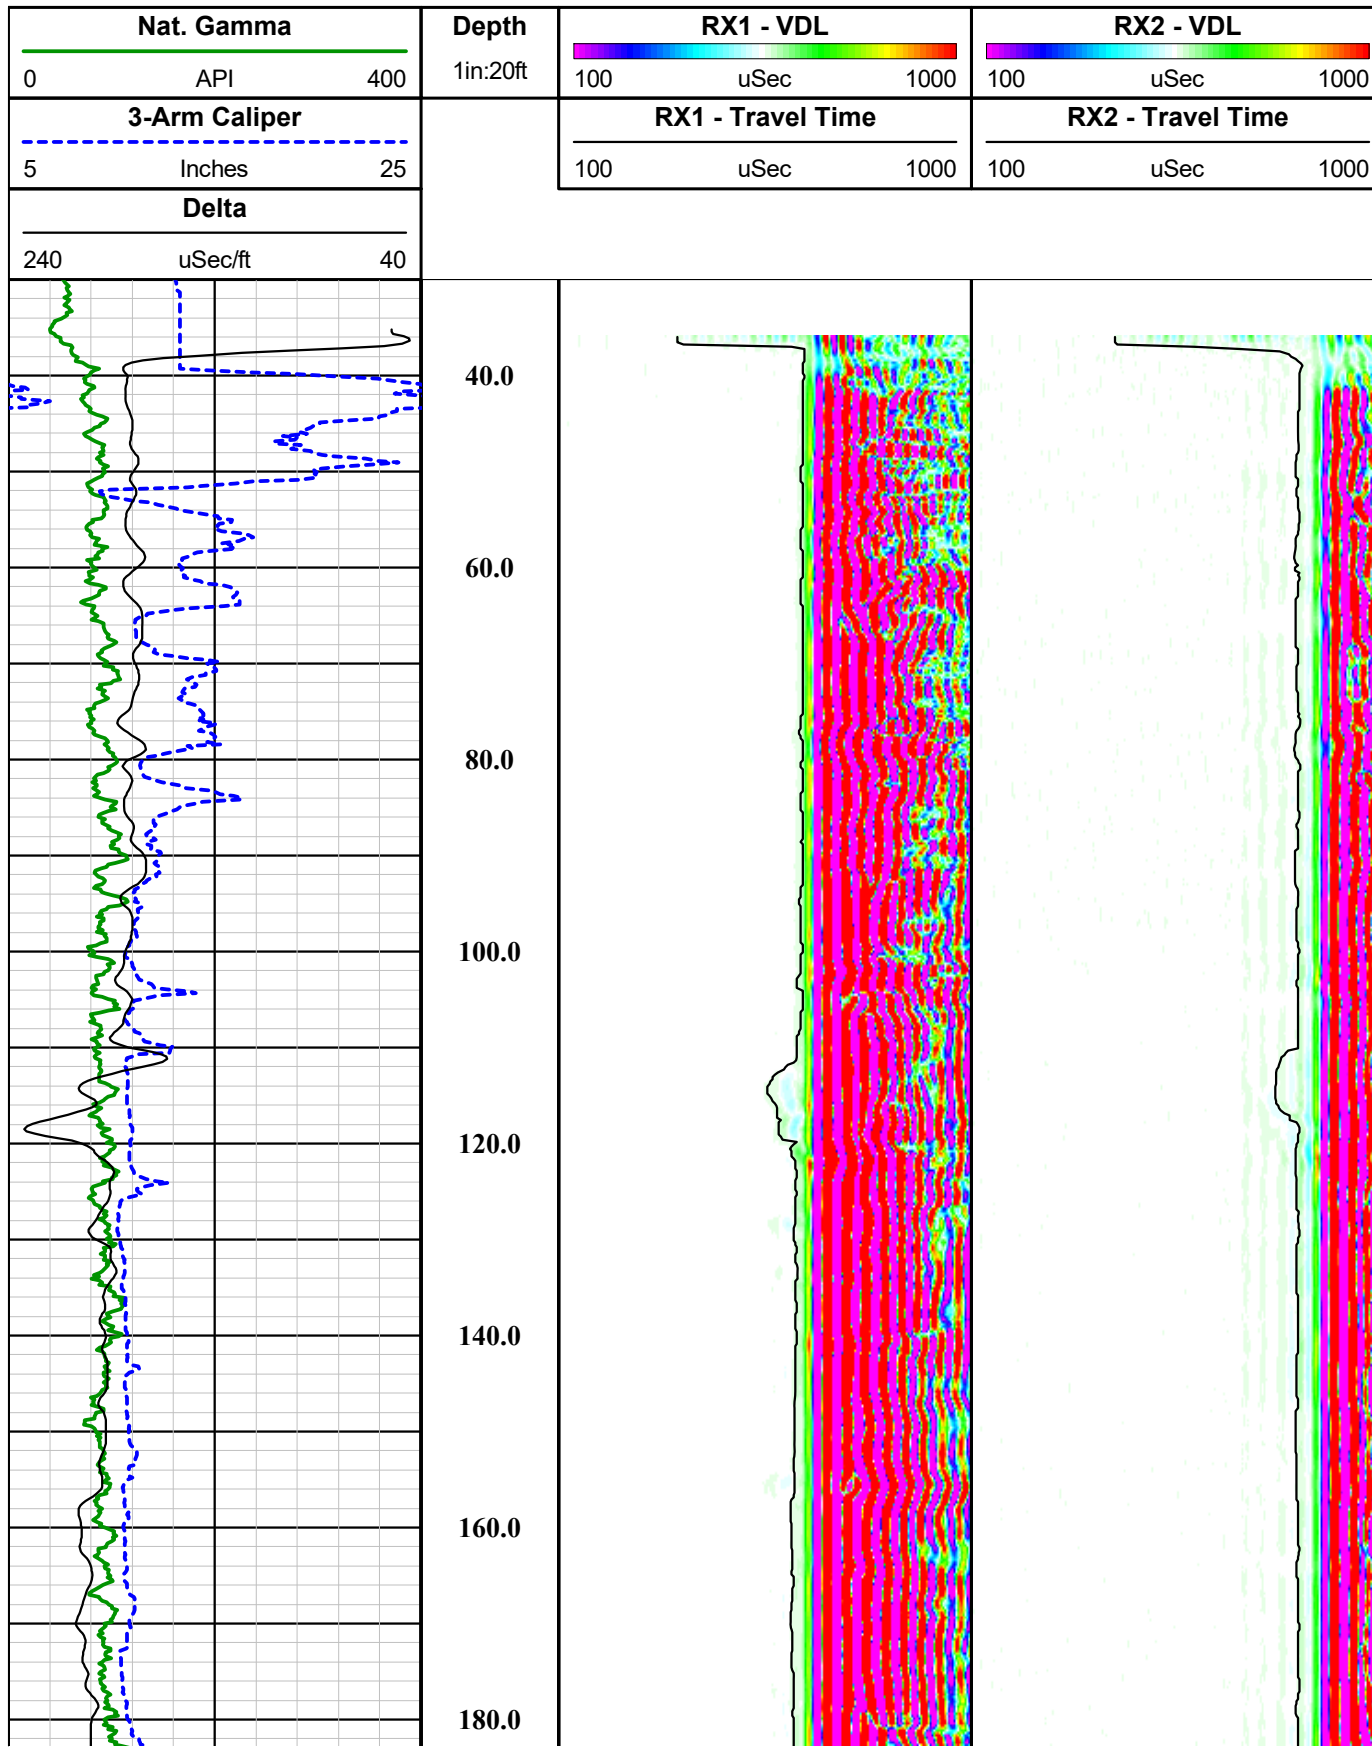 Nat. Gamma
0 API 400
3-Arm Caliper
5 Inches 25
Delta
240 uSec/ft 40
Depth
1in:20ft
RX1 - VDL
100 uSec 1000
RX1 - Travel Time
100 uSec 1000
RX2 - VDL
100 uSec 1000
RX2 - Travel Time
100 uSec 1000
40.0
60.0
80.0
100.0
120.0
140.0
160.0
180.0